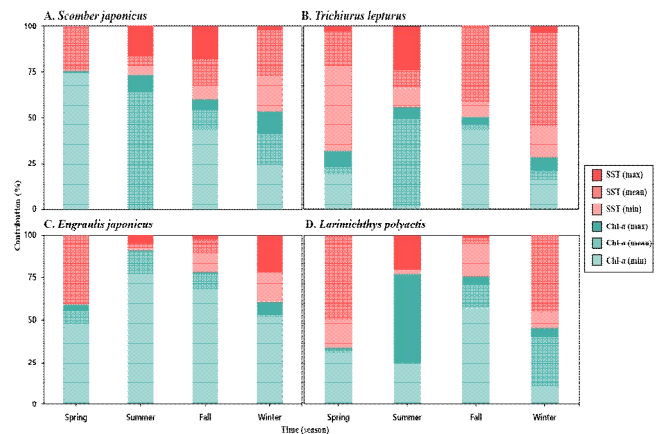 A. Scomber japonicus
B. Trichiurus lepturus
100
75
50
25
0
C. Engraulis japonicus
D. Larimichthys polyactis
100
75
50
25
0
Contribution (%)
Spring Summer Fall Winter
Spring Summer Fall Winter
Time (season)
SST (max)
SST (mean)
SST (min)
Chl-a (max)
Chl-a (mean)
Chl-a (min)